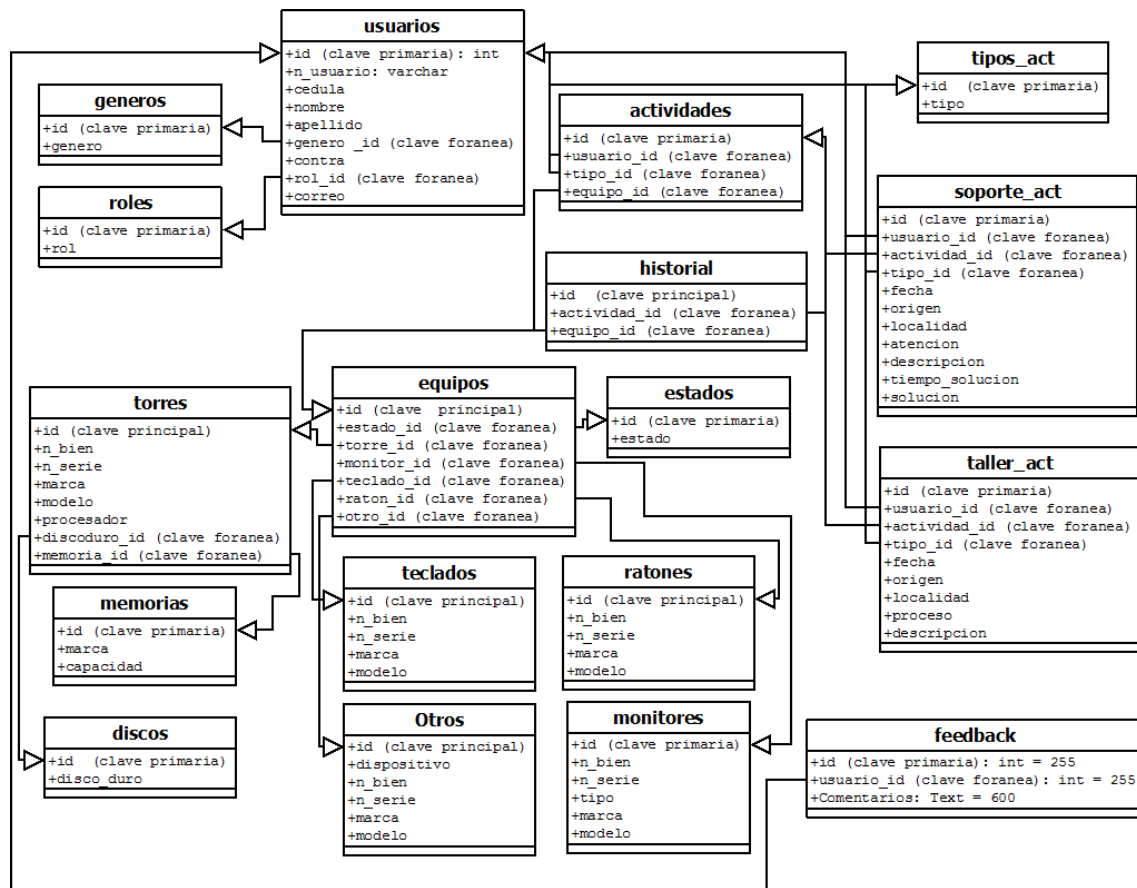 usuarios
+id (clave primaria): int
+n_usuario: varchar
+cedula
+nombre
+apellido
+genero _id (clave foranea)
+contra
+rol_id (clave foranea)
+correo
generos
+id (clave primaria)
+genero
roles
+id (clave primaria)
+rol
actividades
+id (clave primaria)
+usuario_id (clave foranea)
+tipo_id (clave foranea)
+equipo_id (clave foranea)
tipos_act
+id  (clave primaria)
+tipo
soporte_act
+id (clave primaria)
+usuario_id (clave foranea)
+actividad_id (clave foranea)
+tipo_id (clave foranea)
+fecha
+origen
+localidad
+atencion
+descripcion
+tiempo_solucion
+solucion
historial
+id  (clave principal)
+actividad_id (clave foranea)
+equipo_id (clave foranea)
equipos
+id (clave  principal)
+estado_id (clave foranea)
+torre_id (clave foranea)
+monitor_id (clave foranea)
+teclado_id (clave foranea)
+raton_id (clave foranea)
+otro_id (clave foranea)
estados
+id (clave primaria)
+estado
torres
+id (clave principal)
+n_bien
+n_serie
+marca
+modelo
+procesador
+discoduro_id (clave foranea)
+memoria_id (clave foranea)
taller_act
+id (clave primaria)
+usuario_id (clave foranea)
+actividad_id (clave foranea)
+tipo_id (clave foranea)
+fecha
+origen
+localidad
+proceso
+descripcion
memorias
+id (clave primaria)
+marca
+capacidad
teclados
+id (clave principal)
+n_bien
+n_serie
+marca
+modelo
ratones
+id (clave principal)
+n_bien
+n_serie
+marca
+modelo
discos
+id  (clave primaria)
+disco_duro
Otros
+id (clave principal)
+dispositivo
+n_bien
+n_serie
+marca
+modelo
monitores
+id (clave primaria)
+n_bien
+n_serie
+tipo
+marca
+modelo
feedback
+id (clave primaria): int = 255
+usuario_id (clave foranea): int = 255
+Comentarios: Text = 600